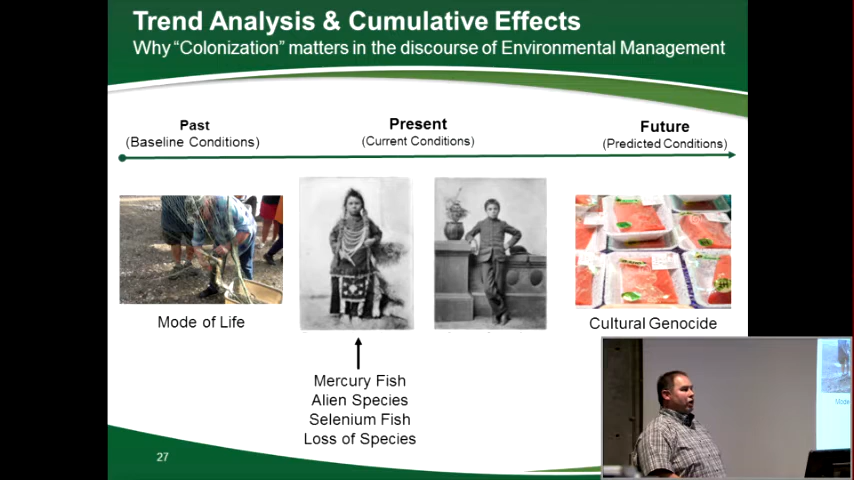 Trend Analysis & Cumulative Effects
Why “Colonization” matters in the discourse of Environmental Management
Past
(Baseline Conditions)
Present
(Current Conditions)
Future
(Predicted Conditions)
Mode of Life
Cultural Genocide
Mercury Fish
Alien Species
Selenium Fish
Loss of Species
27
Mode